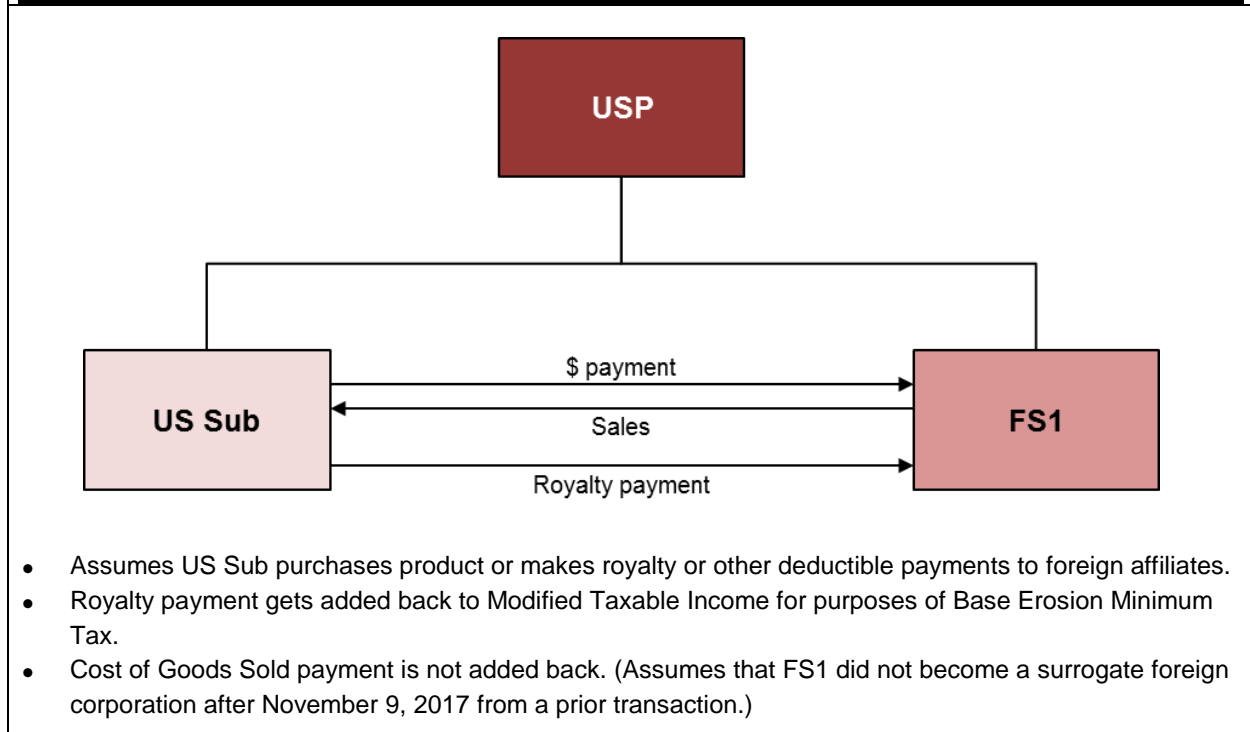 USP
US Sub
$ payment
Sales
Royalty payment
FS1
● Assumes US Sub purchases product or makes royalty or other deductible payments to foreign affiliates.
● Royalty payment gets added back to Modified Taxable Income for purposes of Base Erosion Minimum
Tax.
● Cost of Goods Sold payment is not added back. (Assumes that FS1 did not become a surrogate foreign
corporation after November 9, 2017 from a prior transaction.)